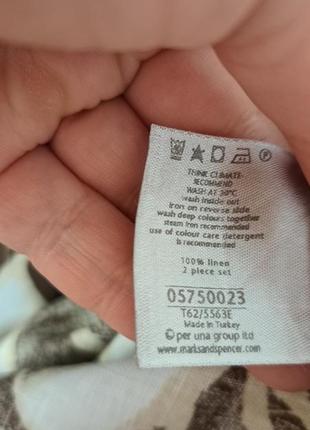 THINK CLIMATE-
RECOMMEND
WASH AT 30°C
wash inside out
iron on reverse side
wash deep colours together
steam iron recommended
use of colour care detergent
is recommended
100% linen
2 piece set
05750023
T62/5563E
Made in Turkey
© per una group ltd
www.marksandspencer.com